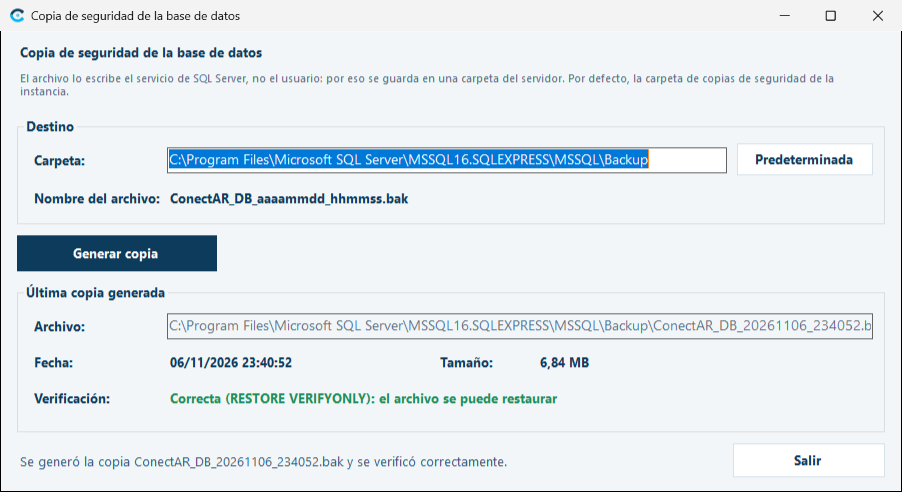 Copia de seguridad de la base de datos
Copia de seguridad de la base de datos
El archivo lo escribe el servicio de SQL Server, no el usuario: por eso se guarda en una carpeta del servidor. Por defecto, la carpeta de copias de seguridad de la
instancia.
Destino
Carpeta: C:\Program Files\Microsoft SQL Server\MSSQL16.SQLEXPRESS\MSSQL\Backup Predeterminada
Nombre del archivo: ConectAR_DB_aaaammdd_hhmmss.bak
Generar copia
Última copia generada
Archivo: C:\Program Files\Microsoft SQL Server\MSSQL16.SQLEXPRESS\MSSQL\Backup\ConectAR_DB_20261106_234052.b
Fecha: 06/11/2026 23:40:52 Tamaño: 6,84 MB
Verificación: Correcta (RESTORE VERIFYONLY): el archivo se puede restaurar
Se generó la copia ConectAR_DB_20261106_234052.bak y se verificó correctamente. Salir